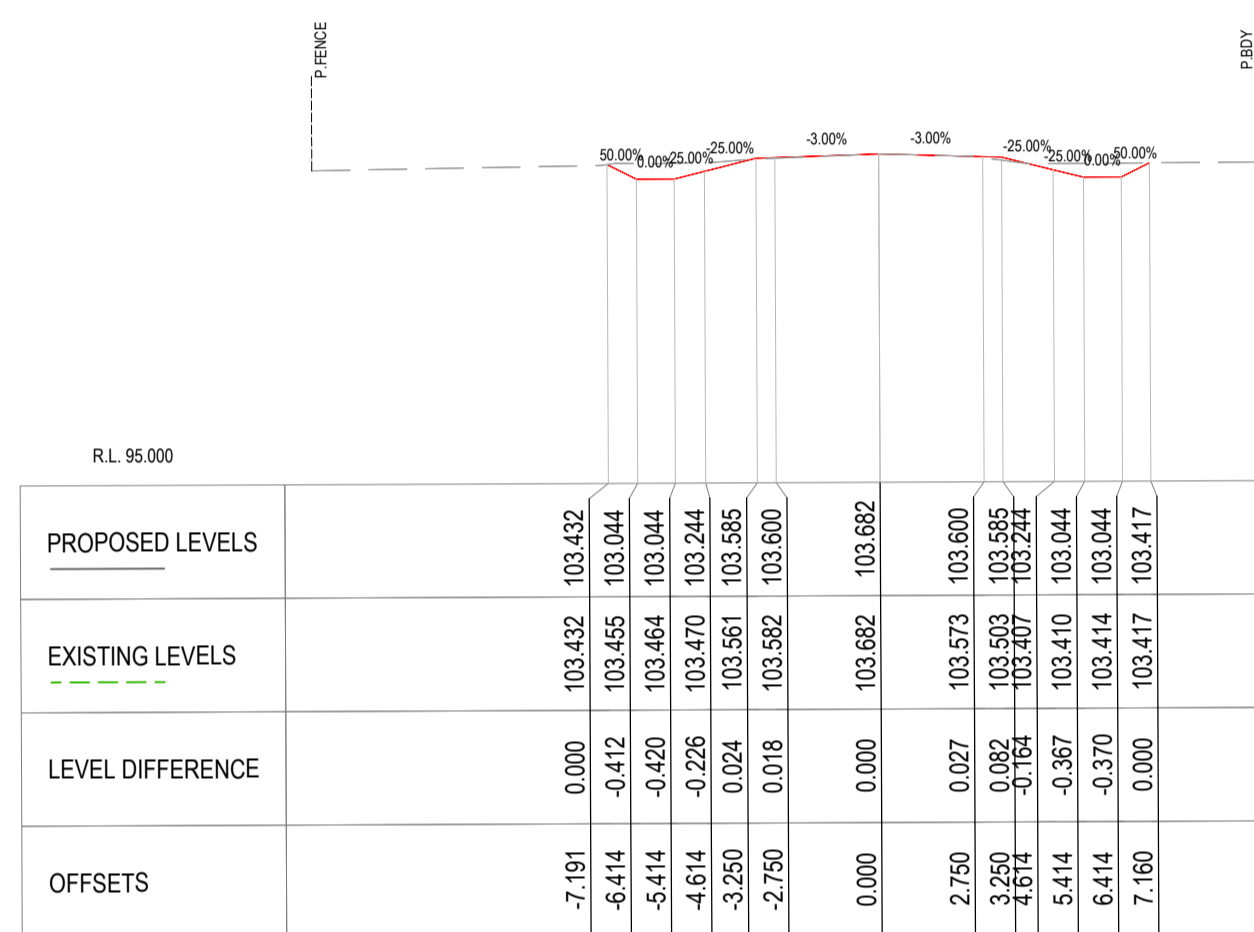 P.FENCE
P.BDY
50.00% 0.00% -25.00% -25.00% -3.00% -3.00% -25.00% -25.00% 0.00% 50.00%
R.L. 95.000
PROPOSED LEVELS 103.432 103.044 103.044 103.244 103.585 103.600 103.682 103.600 103.585 103.244 103.044 103.044 103.417
EXISTING LEVELS 103.432 103.455 103.464 103.470 103.561 103.582 103.682 103.573 103.503 103.407 103.410 103.414 103.417
LEVEL DIFFERENCE 0.000 -0.412 -0.420 -0.226 0.024 0.018 0.000 0.027 0.082 -0.164 -0.367 -0.370 0.000
OFFSETS -7.191 -6.414 -5.414 -4.614 -3.250 -2.750 0.000 2.750 3.250 4.614 5.414 6.414 7.160